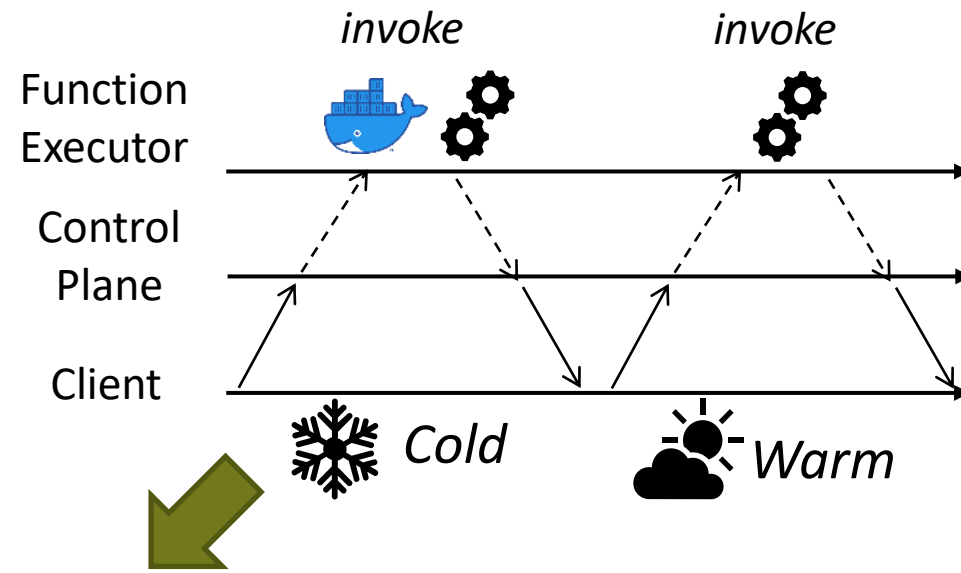 invoke
invoke
Function
Executor
Control
Plane
Client
Cold
Warm